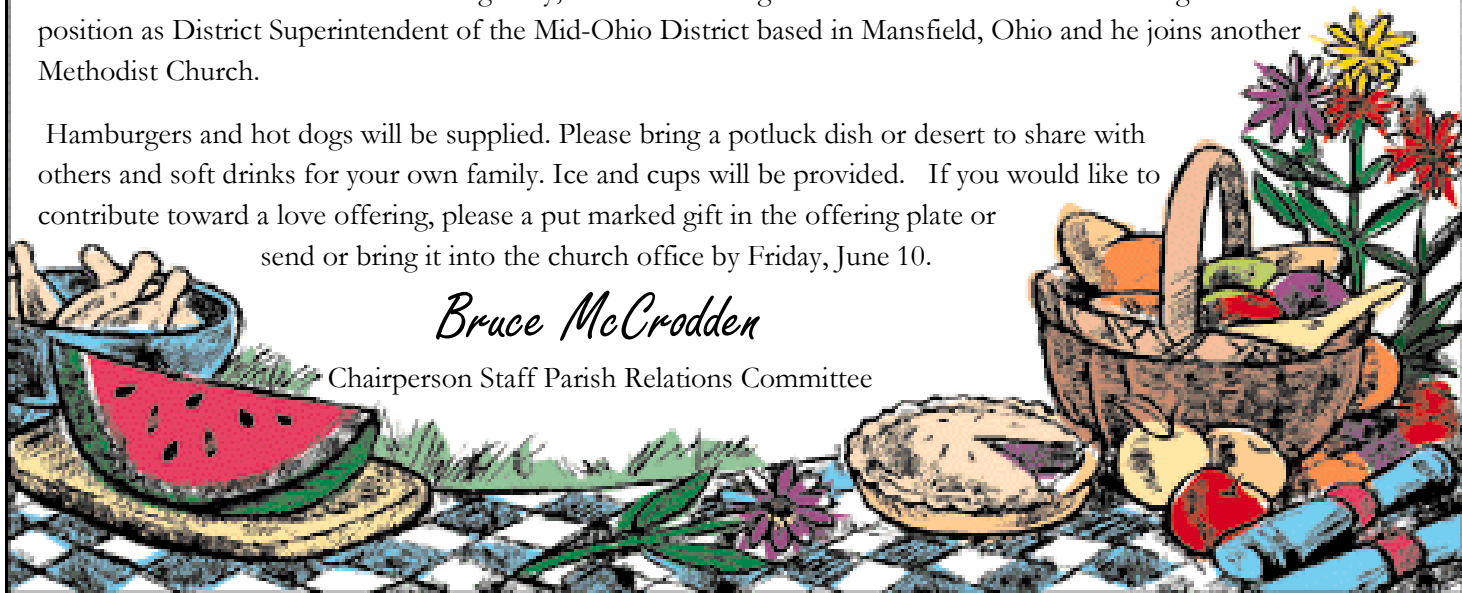 position as District Superintendent of the Mid-Ohio District based in Mansfield, Ohio and he joins another
Methodist Church.
Hamburgers and hot dogs will be supplied. Please bring a potluck dish or desert to share with
others and soft drinks for your own family. Ice and cups will be provided. If you would like to
contribute toward a love offering, please a put marked gift in the offering plate or
send or bring it into the church office by Friday, June 10.
Bruce McCrodden
Chairperson Staff Parish Relations Committee